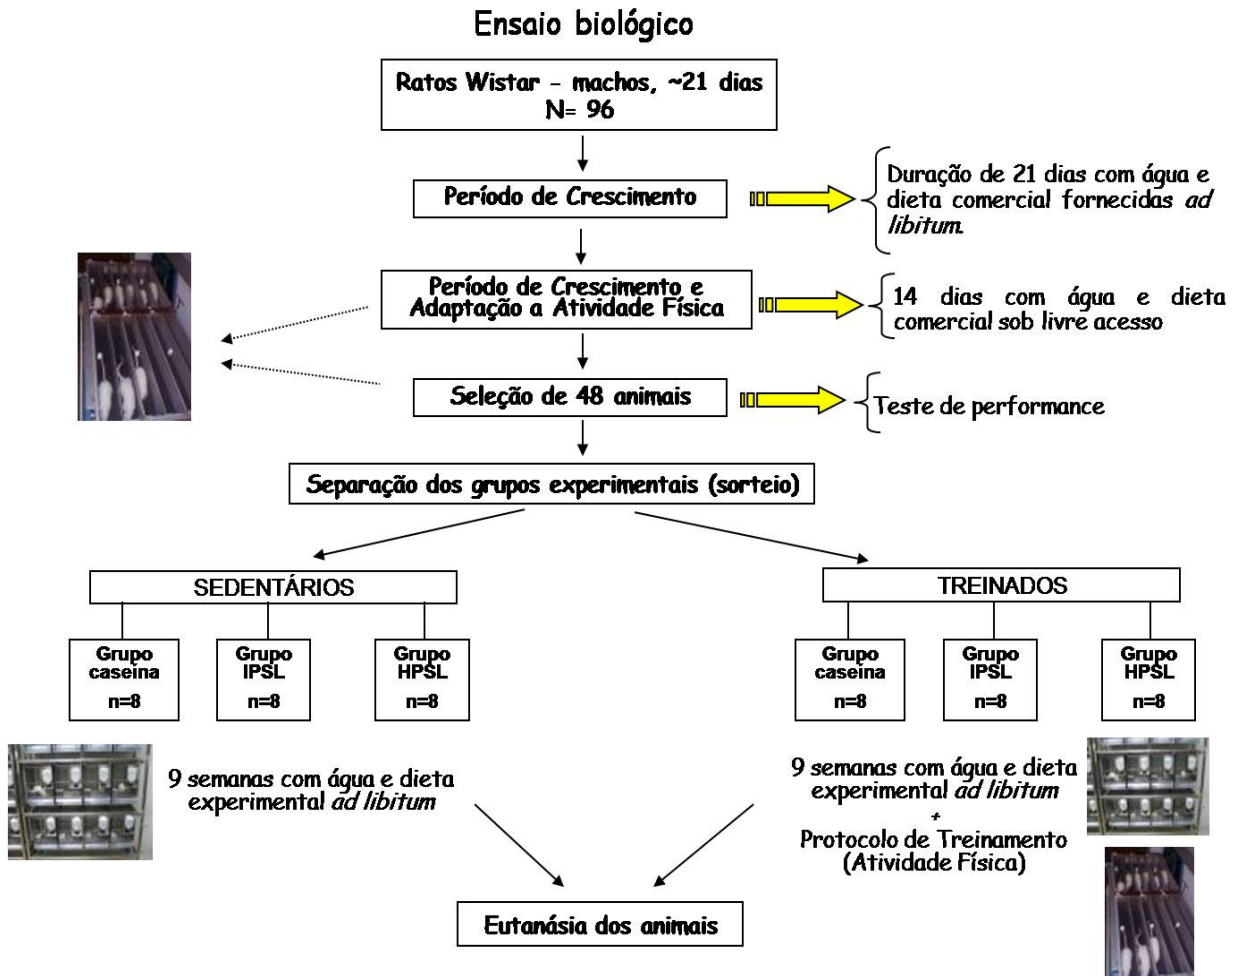 Ensaio biológico
Ratos Wistar - machos, ~21 dias
N= 96
Período de Crescimento
Duração de 21 dias com água e
dieta comercial fornecidas ad
libitum.
Período de Crescimento e
Adaptação a Atividade Física
14 dias com água e dieta
comercial sob livre acesso
Seleção de 48 animais
Teste de performance
Separação dos grupos experimentais (sorteio)
SEDENTÁRIOS
Grupo
caseína
n=8
Grupo
IPSL
n=8
Grupo
HPSL
n=8
9 semanas com água e dieta
experimental ad libitum
TREINADOS
Grupo
caseína
n=8
Grupo
IPSL
n=8
Grupo
HPSL
n=8
9 semanas com água e dieta
experimental ad libitum
+
Protocolo de Treinamento
(Atividade Física)
Eutanásia dos animais